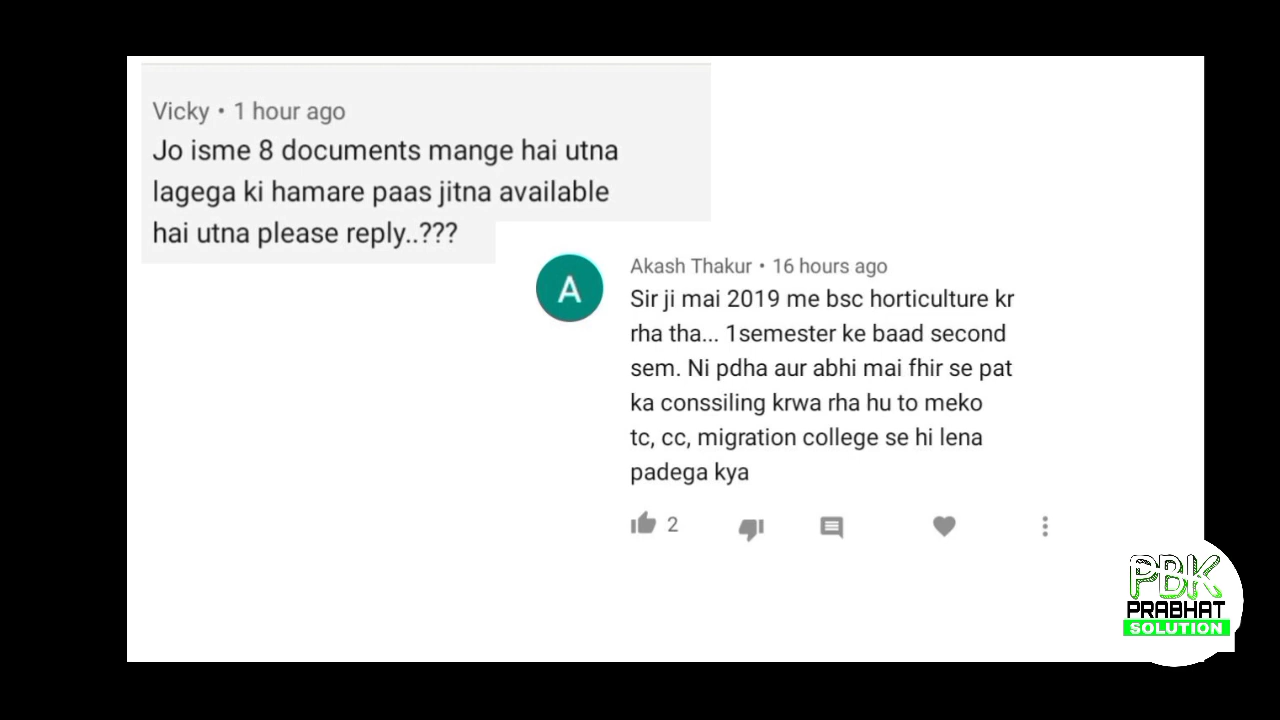 Vicky • 1 hour ago
Jo isme 8 documents mange hai utna
lagega ki hamare paas jitna available
hai utna please reply..???
A
Akash Thakur • 16 hours ago
Sir ji mai 2019 me bsc horticulture kr
rha tha... 1semester ke baad second
sem. Ni pdha aur abhi mai fhir se pat
ka conssiling krwa rha hu to meko
tc, cc, migration college se hi lena
padega kya
2
PBK
PRABHAT
SOLUTION